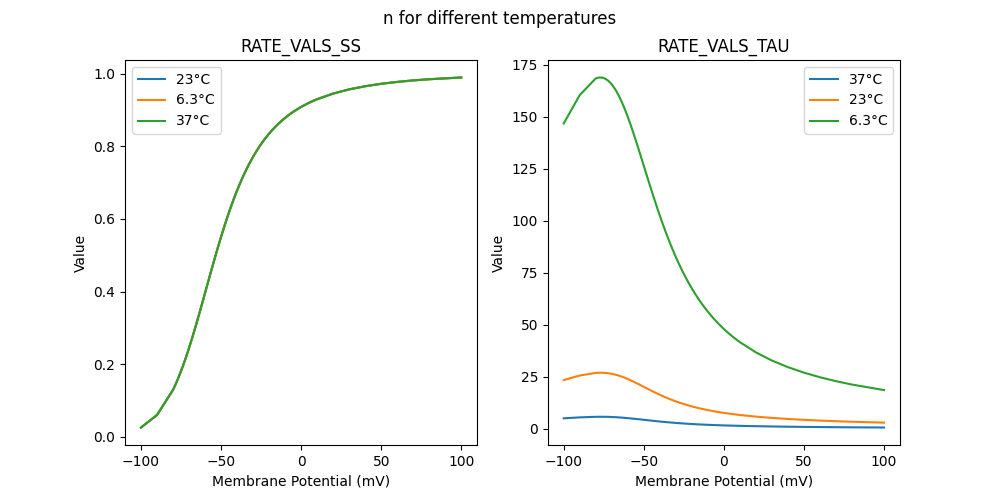 n for different temperatures
RATE_VALS_SS
1.0
0.8
0.6
0.4
0.2
0.0
Value
23°C
6.3°C
37°C
−100
−50
0
50
100
Membrane Potential (mV)
RATE_VALS_TAU
175
150
125
100
75
50
25
0
Value
37°C
23°C
6.3°C
−100
−50
0
50
100
Membrane Potential (mV)